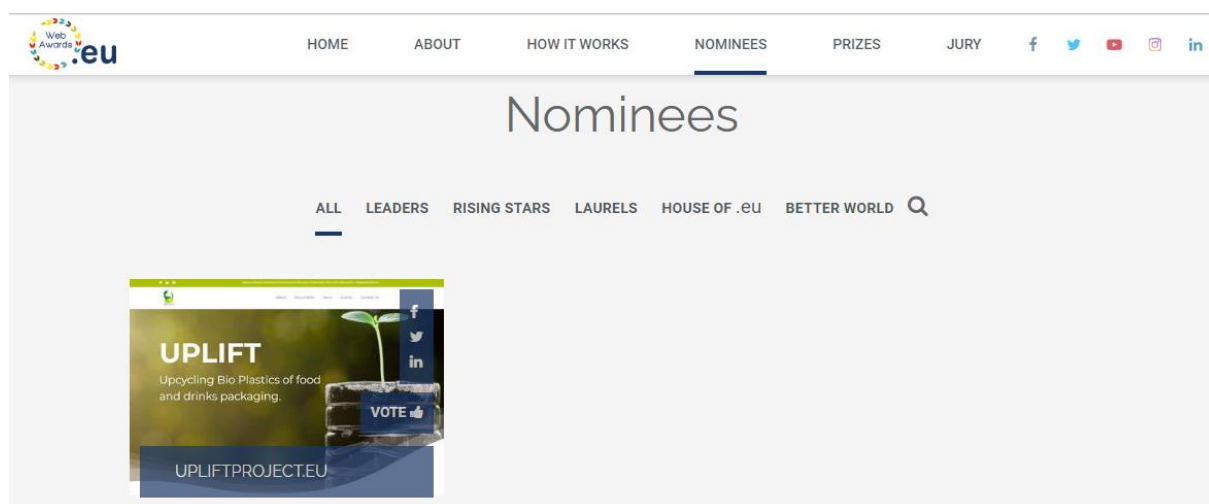 Web
Awards
.eu
HOME ABOUT HOW IT WORKS NOMINEES PRIZES JURY
Nominees
ALL LEADERS RISING STARS LAURELS HOUSE OF .eu BETTER WORLD
UPLIFT
Upcycling Bio Plastics of food
and drinks packaging.
VOTE
UPLIFTPROJECT.EU